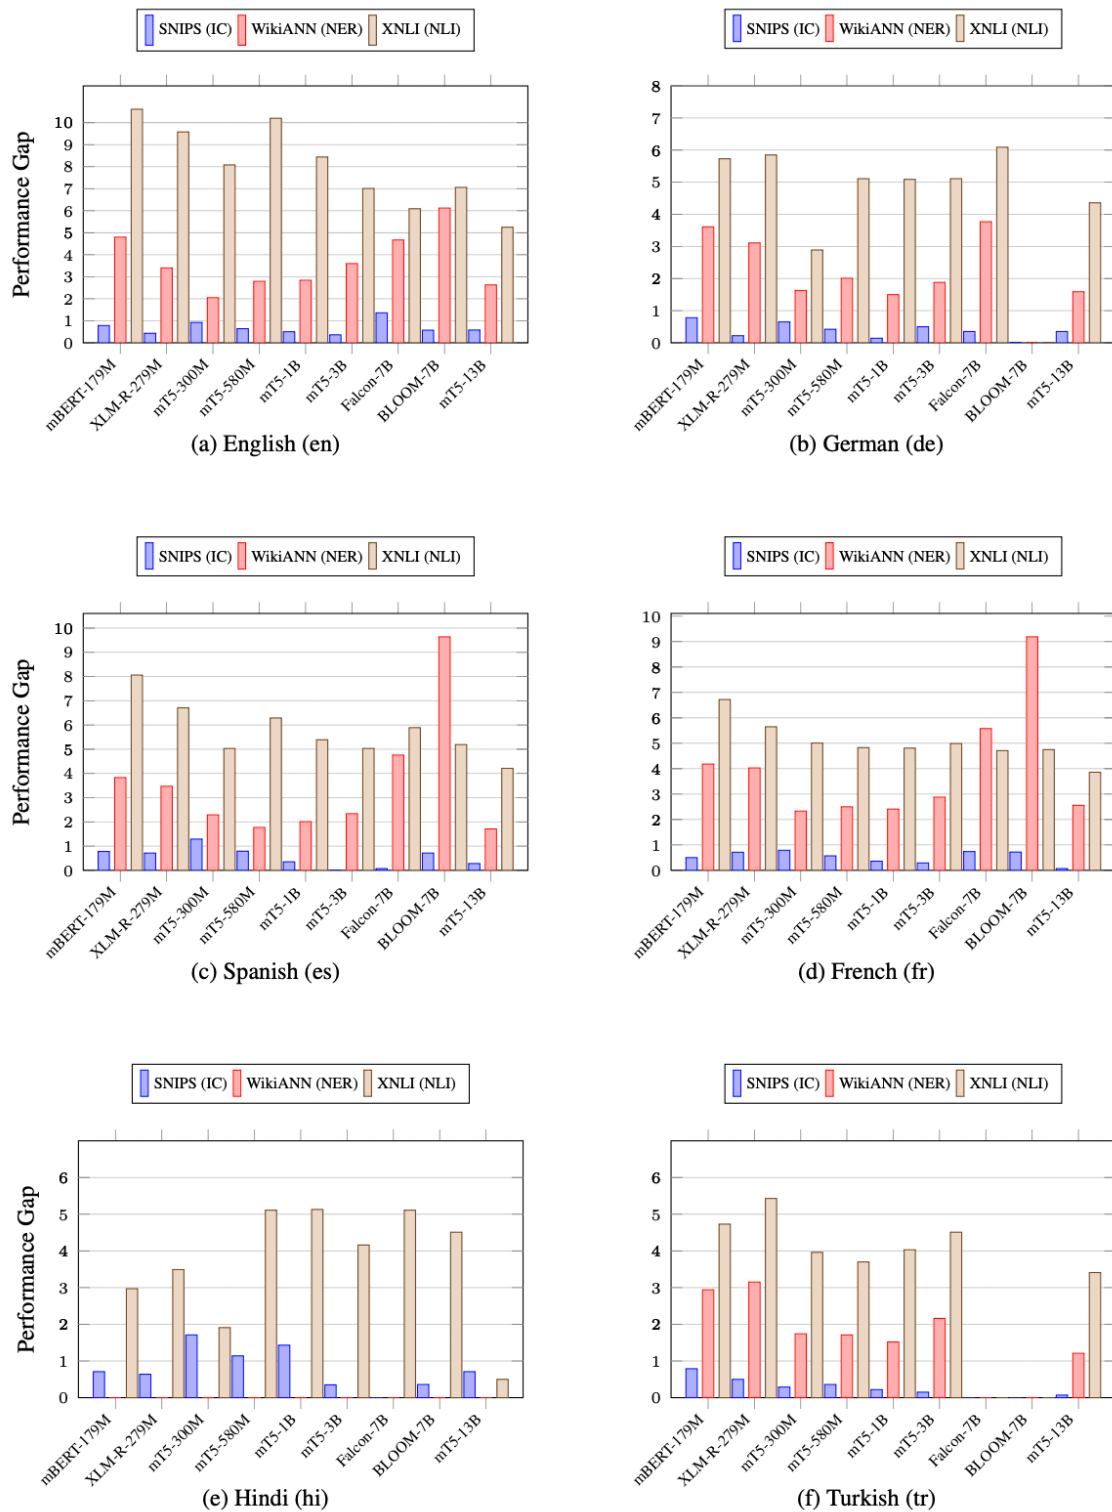 SNIPS (IC) WikiANN (NER) XNLI (NLI)
Performance Gap
10
9
8
7
6
5
4
3
2
1
0
mBERT-179M
XLM-R-279M
mT5-300M
mT5-580M
mT5-1B
mT5-3B
Falcon-7B
BLOOM-7B
mT5-13B
(a) English (en)
SNIPS (IC) WikiANN (NER) XNLI (NLI)
8
7
6
5
4
3
2
1
0
mBERT-179M
XLM-R-279M
mT5-300M
mT5-580M
mT5-1B
mT5-3B
Falcon-7B
BLOOM-7B
mT5-13B
(b) German (de)
SNIPS (IC) WikiANN (NER) XNLI (NLI)
Performance Gap
10
9
8
7
6
5
4
3
2
1
0
mBERT-179M
XLM-R-279M
mT5-300M
mT5-580M
mT5-1B
mT5-3B
Falcon-7B
BLOOM-7B
mT5-13B
(c) Spanish (es)
SNIPS (IC) WikiANN (NER) XNLI (NLI)
10
9
8
7
6
5
4
3
2
1
0
mBERT-179M
XLM-R-279M
mT5-300M
mT5-580M
mT5-1B
mT5-3B
Falcon-7B
BLOOM-7B
mT5-13B
(d) French (fr)
SNIPS (IC) WikiANN (NER) XNLI (NLI)
Performance Gap
6
5
4
3
2
1
0
mBERT-179M
XLM-R-279M
mT5-300M
mT5-580M
mT5-1B
mT5-3B
Falcon-7B
BLOOM-7B
mT5-13B
(e) Hindi (hi)
SNIPS (IC) WikiANN (NER) XNLI (NLI)
6
5
4
3
2
1
0
mBERT-179M
XLM-R-279M
mT5-300M
mT5-580M
mT5-1B
mT5-3B
Falcon-7B
BLOOM-7B
mT5-13B
(f) Turkish (tr)